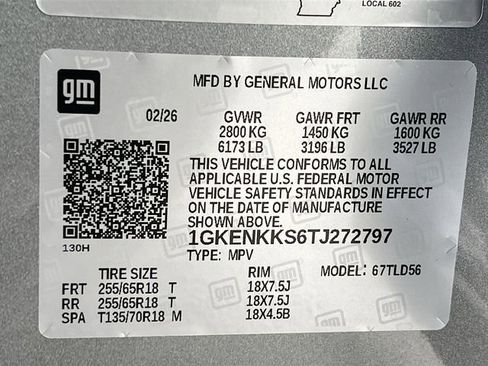 LOCAL 602
gm
MFD BY GENERAL MOTORS LLC
02/26 GVWR GAWR FRT GAWR RR
2800 KG 1450 KG 1600 KG
6173 LB 3196 LB 3527 LB
THIS VEHICLE CONFORMS TO ALL
APPLICABLE U.S. FEDERAL MOTOR
VEHICLE SAFETY STANDARDS IN EFFECT
ON THE DATE OF MANUFACTURE
SHOWN ABOVE.
130H
1GKENKKS6TJ272797
TYPE: MPV MODEL: 67TLD56
TIRE SIZE RIM
FRT 255/65R18 T 18X7.5J
RR 255/65R18 T 18X7.5J
SPA T135/70R18 M 18X4.5B